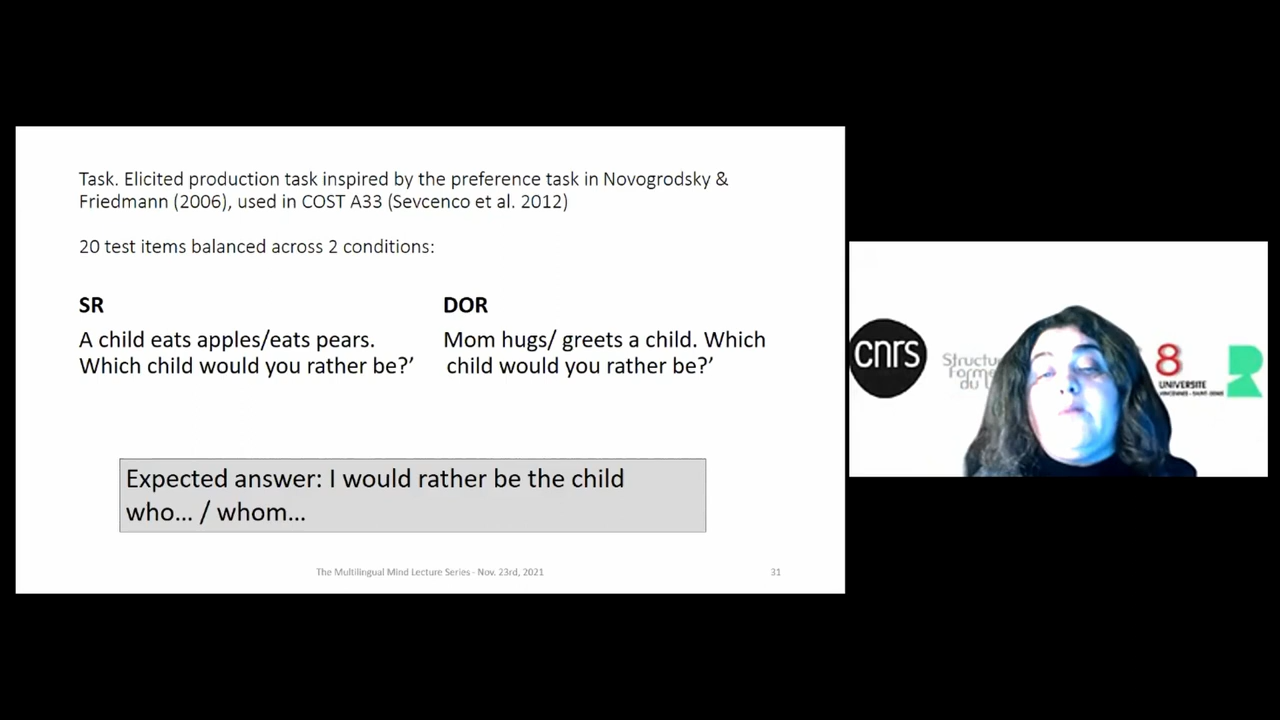 Task. Elicited production task inspired by the preference task in Novogrodsky &
Friedmann (2006), used in COST A33 (Sevcenco et al. 2012)
20 test items balanced across 2 conditions:
SR
A child eats apples/eats pears.
Which child would you rather be?’
DOR
Mom hugs/ greets a child. Which
child would you rather be?’
Expected answer: I would rather be the child
who... / whom...
The Multilingual Mind Lecture Series - Nov. 23rd, 2021
31
cnrs
8
UNIVERSITE